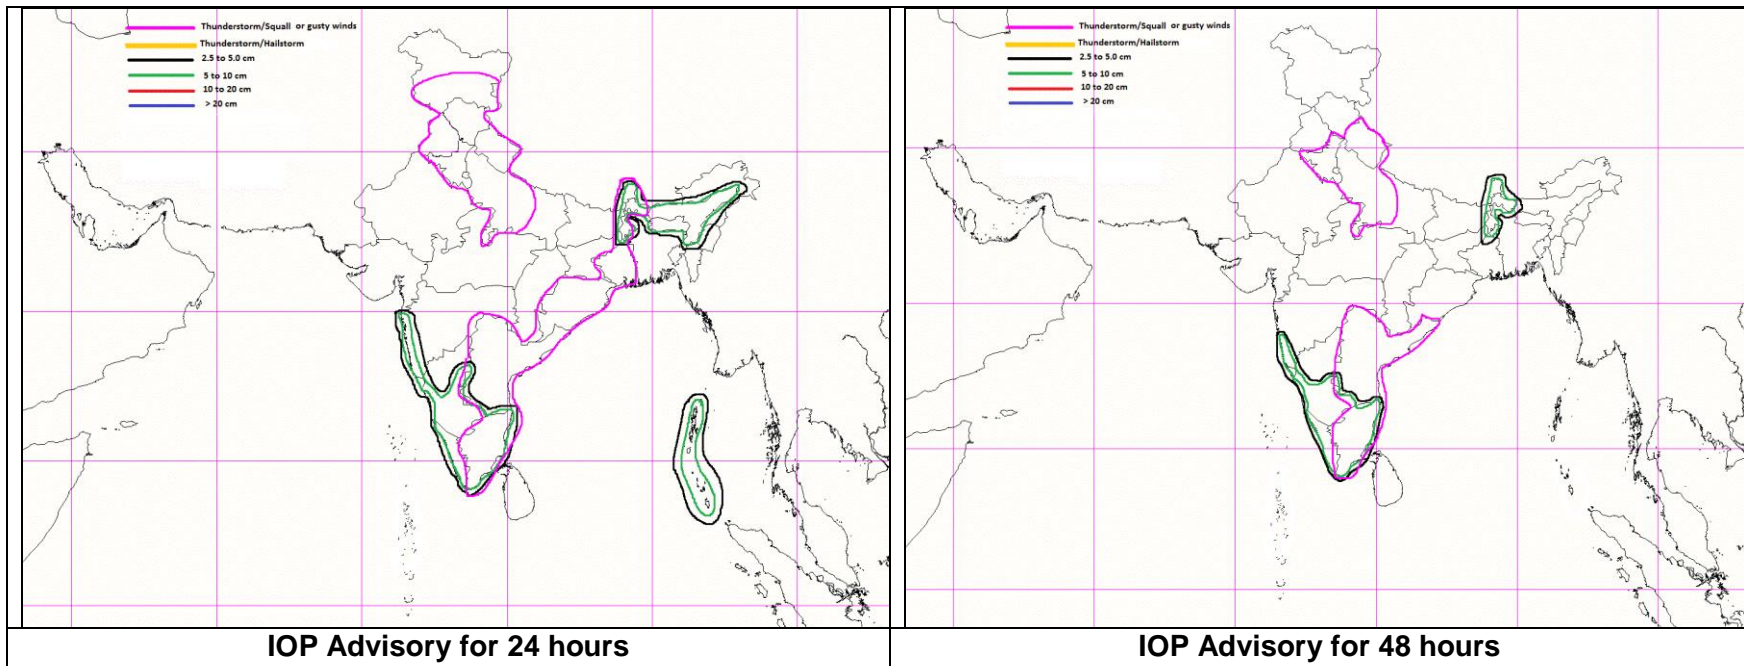 Thunderstorm/Squall or gusty winds
Thunderstorm/Hailstorm
2.5 to 5.0 cm
5 to 10 cm
10 to 20 cm
> 20 cm
Thunderstorm/Squall or gusty winds
Thunderstorm/Hailstorm
2.5 to 5.0 cm
5 to 10 cm
10 to 20 cm
> 20 cm
IOP Advisory for 24 hours
IOP Advisory for 48 hours